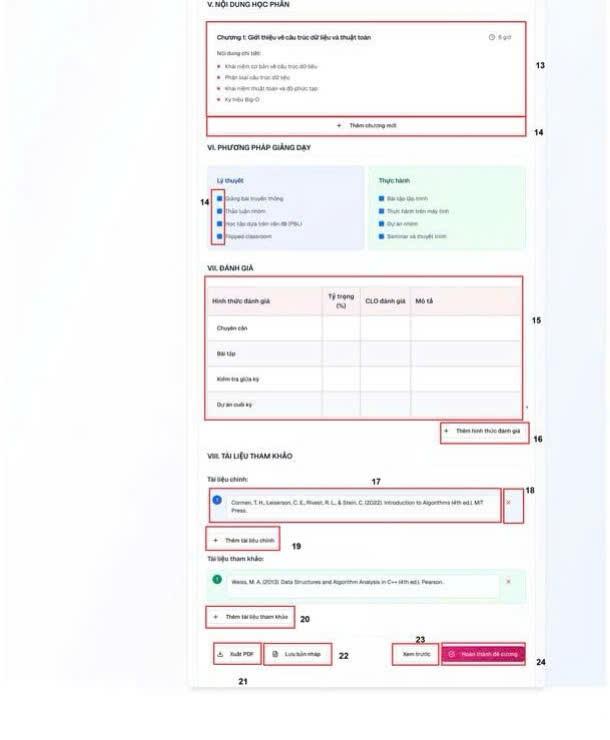 V. NỘI DUNG HỌC PHẦN
Chương 1: Giới thiệu về cấu trúc dữ liệu và thuật toán
6 giờ
Nội dung chi tiết:
13
Khái niệm cơ bản về cấu trúc dữ liệu
Phân loại cấu trúc dữ liệu
Khái niệm thuật toán và độ phức tạp
Ký hiệu Big-O
+ Thêm chương mới
14
VI. PHƯƠNG PHÁP GIẢNG DẠY
Lý thuyết
Thực hành
14
Giảng bài truyền thống
Bài tập lập trình
Thảo luận nhóm
Thực hành trên máy tính
Học tập dựa trên vấn đề (PBL)
Dự án nhóm
Flipped classroom
Seminar và thuyết trình
VII. ĐÁNH GIÁ
Hình thức đánh giá
Tỷ trọng
(%)
CLO đánh giá
Mô tả
Chuyên cần
15
Bài tập
Kiểm tra giữa kỳ
Dự án cuối kỳ
+ Thêm hình thức đánh giá
16
VIII. TÀI LIỆU THAM KHẢO
Tài liệu chính:
17
18
1
Cormen, T. H., Leiserson, C. E., Rivest, R. L., & Stein, C. (2022). Introduction to Algorithms (4th ed.). MIT
Press.
×
+ Thêm tài liệu chính
19
Tài liệu tham khảo:
1
Weiss, M. A. (2013). Data Structures and Algorithm Analysis in C++ (4th ed.). Pearson.
×
+ Thêm tài liệu tham khảo
20
23
Xuất PDF
Lưu bản nháp
22
Xem trước
Hoàn thành đề cương
24
21